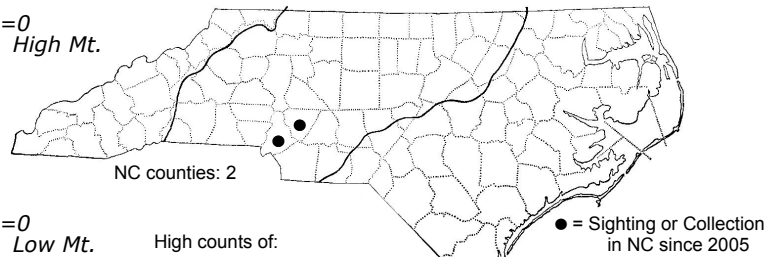 =0
High Mt.
NC counties: 2
=0
Low Mt.
High counts of:
● = Sighting or Collection
in NC since 2005